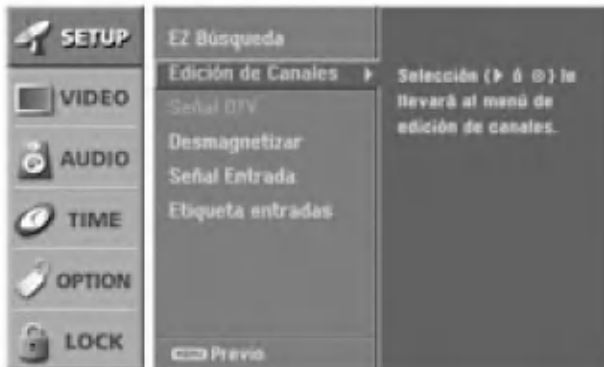 SETUP
VIDEO
AUDIO
TIME
OPTION
LOCK
EZ Búsqueda
Edición de Canales
Señal DTV
Desmagnetizar
Señal Entrada
Etiqueta entradas
MENU Previo
Selección (▶ ó ⊙) le
llevará al menú de
edición de canales.